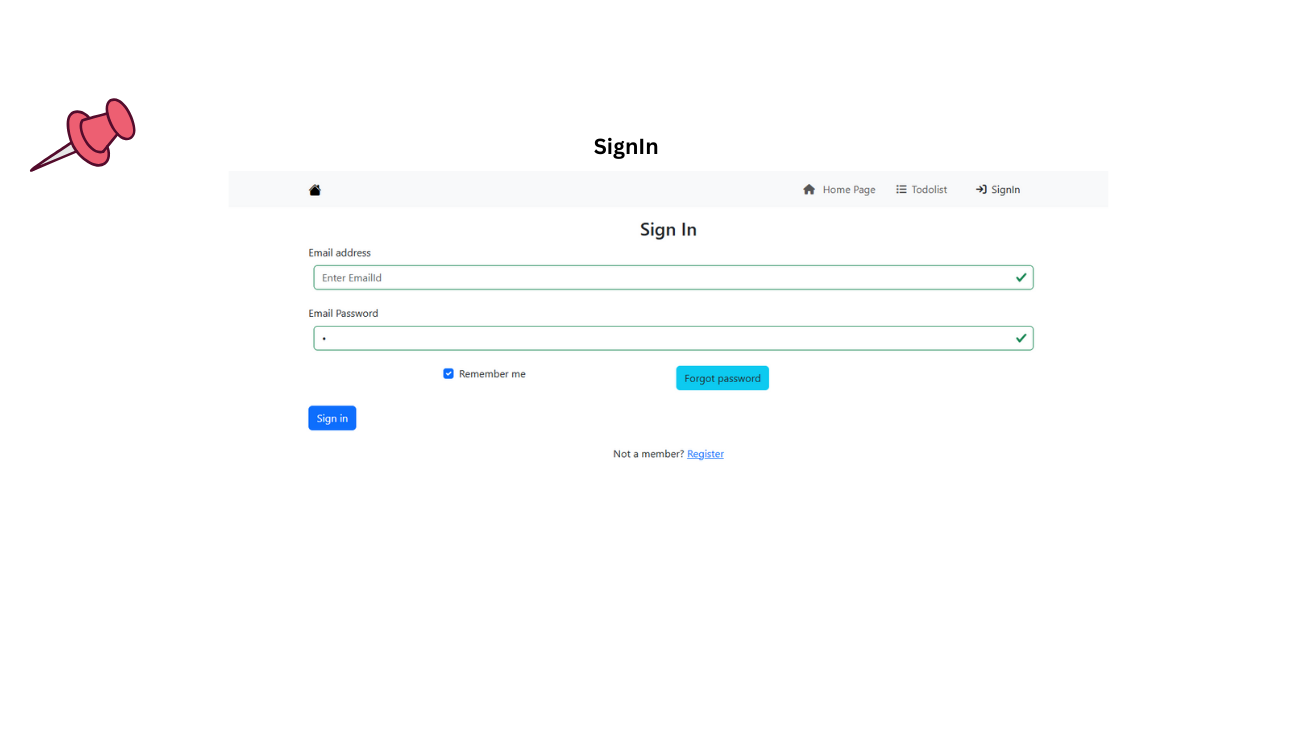 SignIn
Home Page Todolist SignIn
Sign In
Email address
Enter EmailId
Email Password
•
Remember me Forgot password
Sign in
Not a member? Register